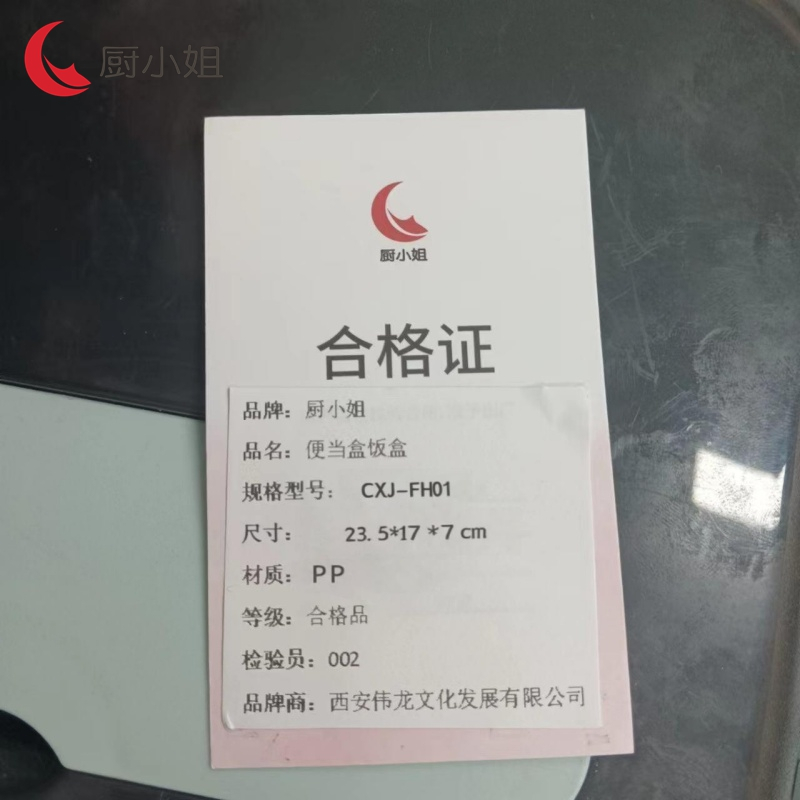 厨小姐
厨小姐
合格证
品牌：厨小姐
品名：便当盒饭盒
规格型号： CXJ-FH01
尺寸： 23.5*17*7cm
材质：PP
等级：合格品
检验员：002
品牌商：西安伟龙文化发展有限公司